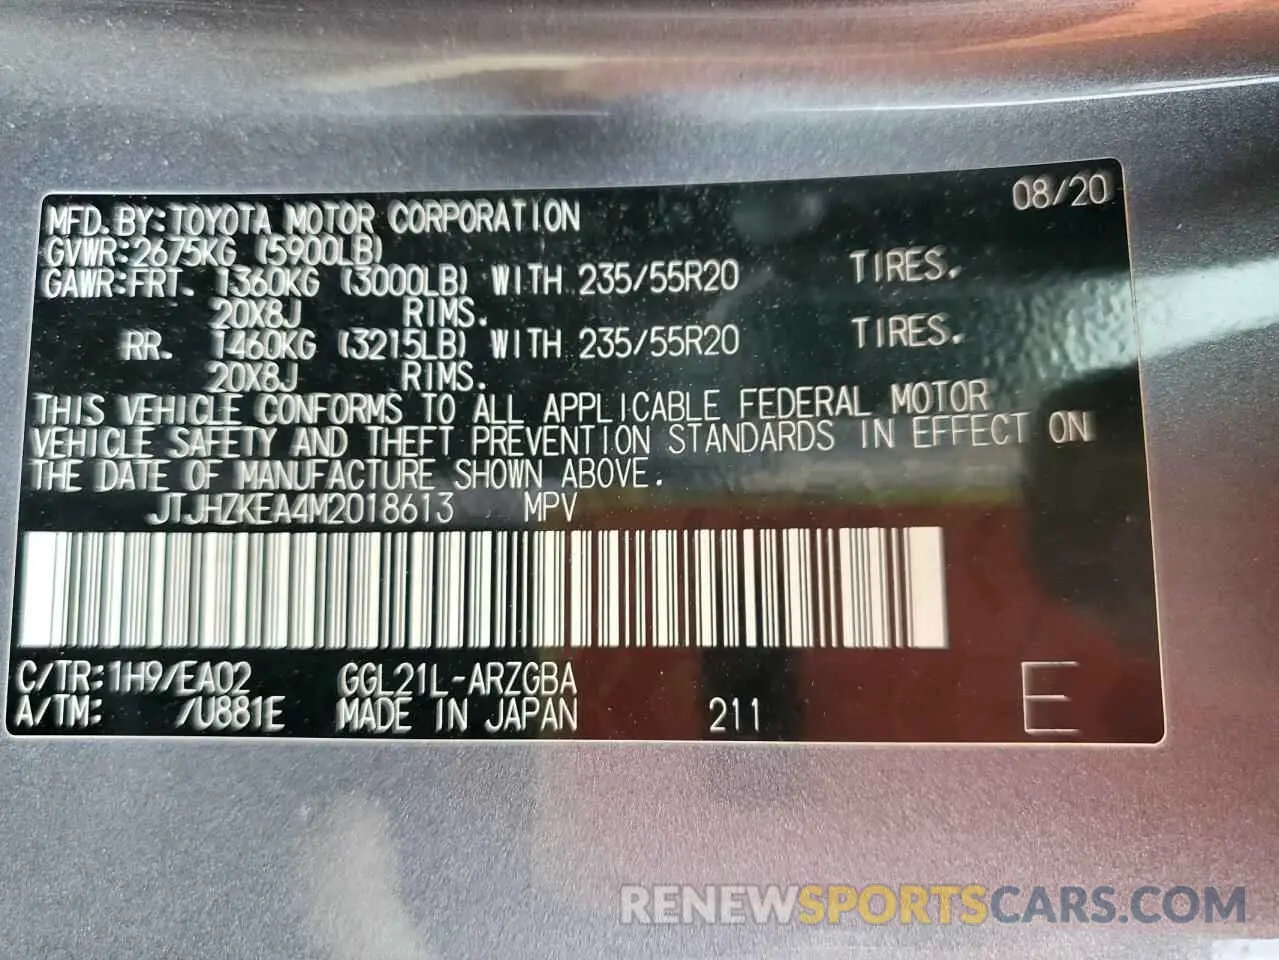 MFD.BY:TOYOTA MOTOR CORPORATION 08/20
GVWR:2675KG (5900LB)
GAWR:FRT. 1360KG (3000LB) WITH 235/55R20 TIRES.
20X8J RIMS.
RR. 1460KG (3215LB) WITH 235/55R20 TIRES.
20X8J RIMS.
THIS VEHICLE CONFORMS TO ALL APPLICABLE FEDERAL MOTOR
VEHICLE SAFETY AND THEFT PREVENTION STANDARDS IN EFFECT ON
THE DATE OF MANUFACTURE SHOWN ABOVE.
JTJHZKEA4M2018613 MPV
C/TR:1H9/EA02 GGL21L-ARZGBA
A/TM: /U881E MADE IN JAPAN 211 E
RENEWSPORTSCARS.COM